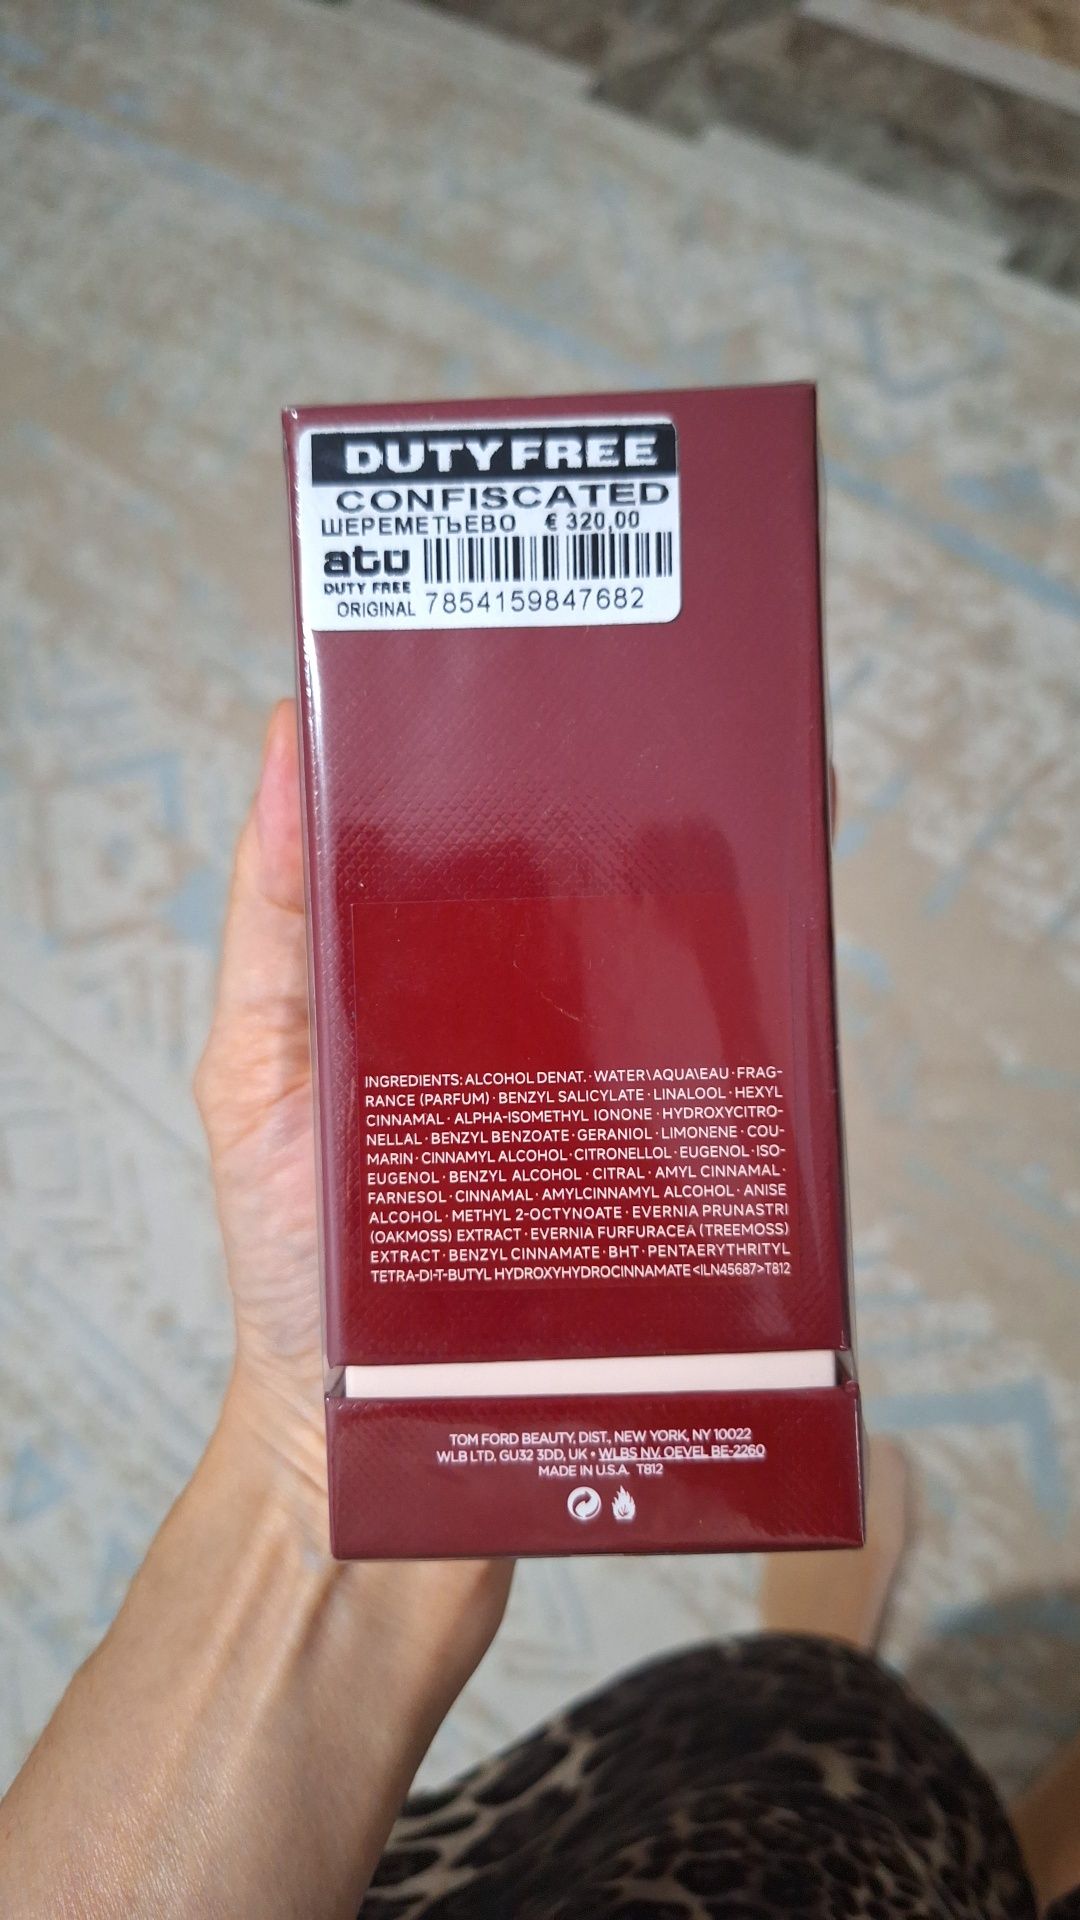 DUTY FREE
CONFISCATED
ШЕРЕМЕТЬЕВО € 320,00
atü
DUTY FREE
ORIGINAL 7854159847682
INGREDIENTS: ALCOHOL DENAT. · WATER\AQUA\EAU · FRAG-
RANCE (PARFUM) · BENZYL SALICYLATE · LINALOOL · HEXYL
CINNAMAL · ALPHA-ISOMETHYL IONONE · HYDROXYCITRO-
NELLAL · BENZYL BENZOATE · GERANIOL · LIMONENE · COU-
MARIN · CINNAMYL ALCOHOL · CITRONELLOL · EUGENOL · ISO-
EUGENOL · BENZYL ALCOHOL · CITRAL · AMYL CINNAMAL ·
FARNESOL · CINNAMAL · AMYLCINNAMYL ALCOHOL · ANISE
ALCOHOL · METHYL 2-OCTYNOATE · EVERNIA PRUNASTRI
(OAKMOSS) EXTRACT · EVERNIA FURFURACEA (TREEMOSS)
EXTRACT · BENZYL CINNAMATE · BHT · PENTAERYTHRITYL
TETRA-DI-T-BUTYL HYDROXYHYDROCINNAMATE <ILN45687> T812
TOM FORD BEAUTY, DIST., NEW YORK, NY 10022
WLB LTD, GU32 3DD, UK • WLBS NV. OEVEL BE-2260
MADE IN U.S.A. T812